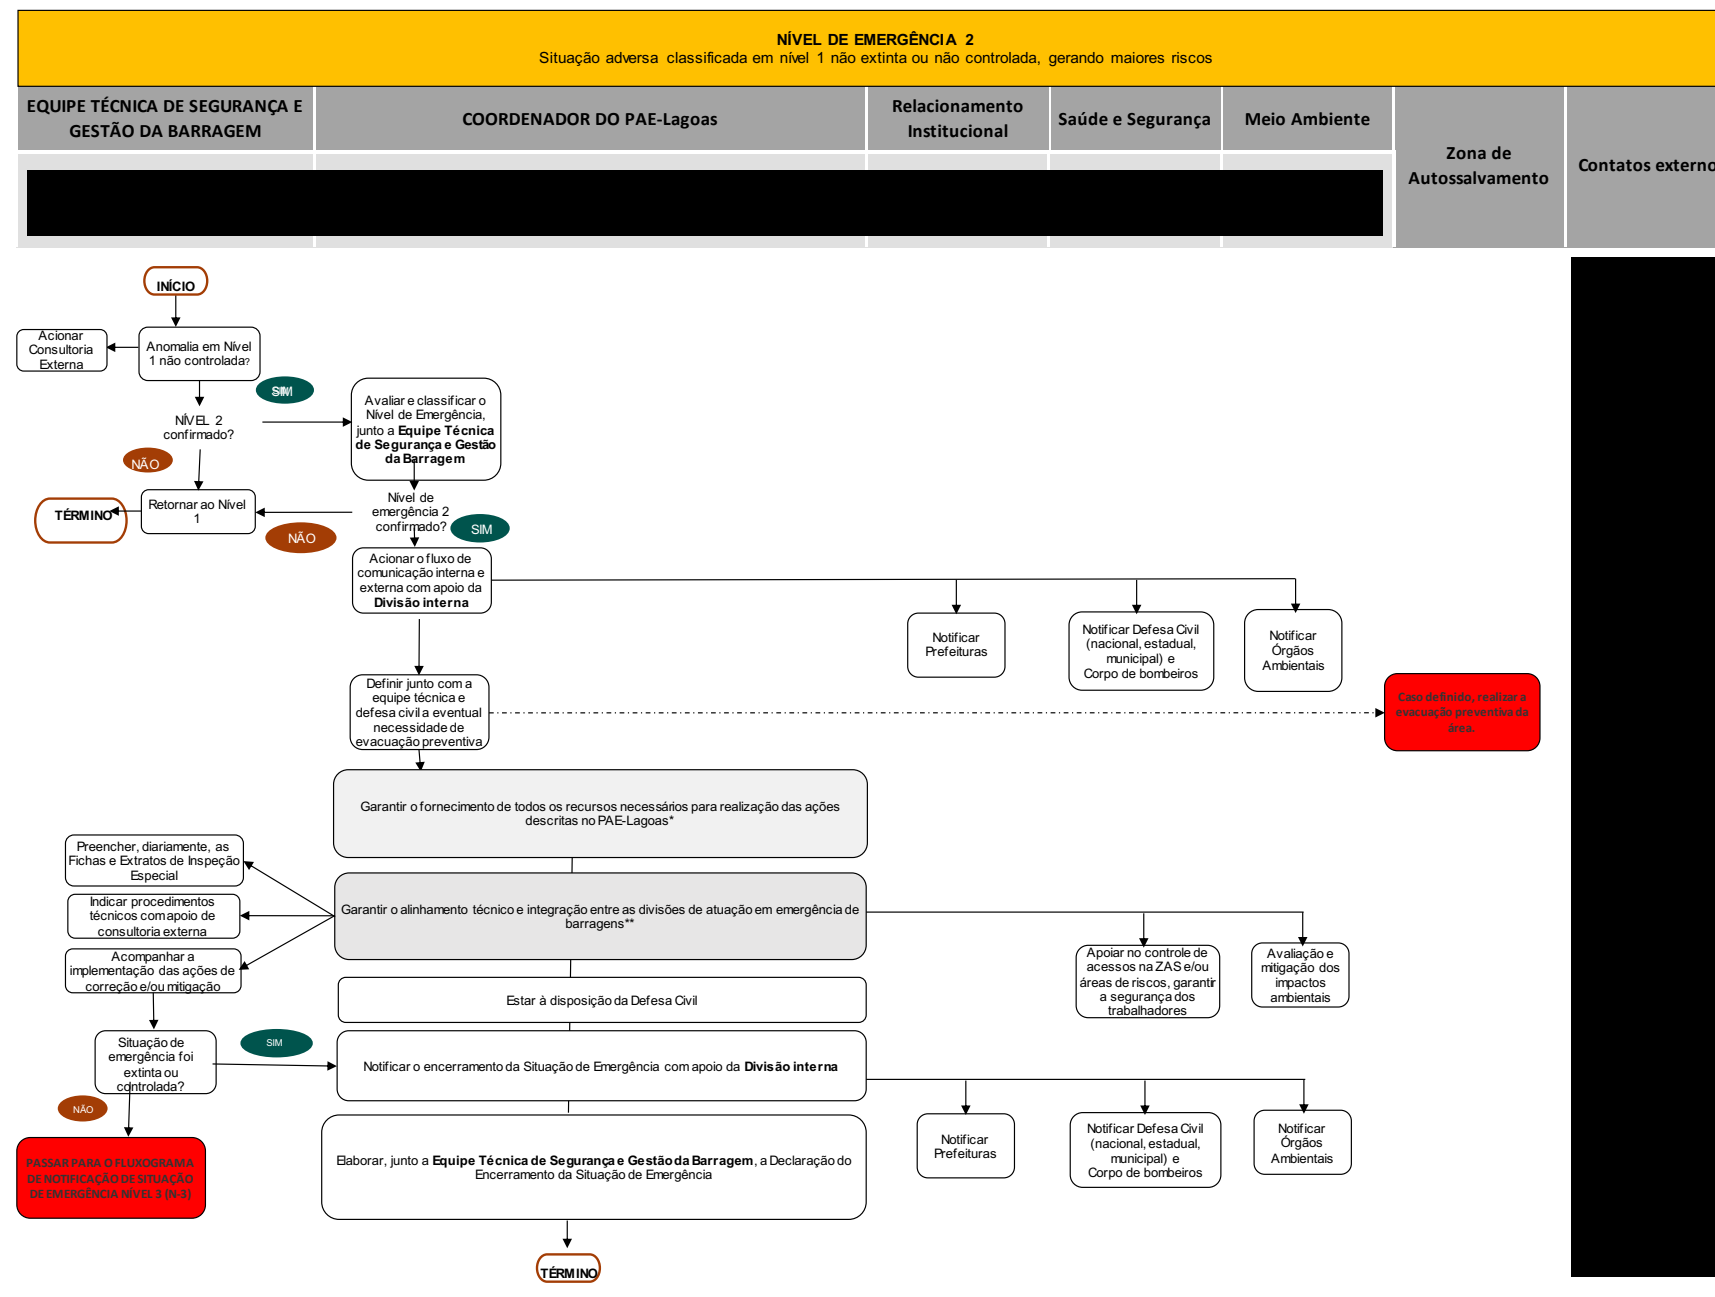 NÍVEL DE EMERGÊNCIA 2
Situação adversa classificada em nível 1 não extinta ou não controlada, gerando maiores riscos
EQUIPE TÉCNICA DE SEGURANÇA E
GESTÃO DA BARRAGEM
COORDENADOR DO PAE-Lagoas
Relacionamento
Institucional
Saúde e Segurança
Meio Ambiente
Zona de
Autossalvamento
Contatos externo
INÍCIO
Acionar
Consultoria
Externa
Anomalia em Nível
1 não controlada?
SIM
NÍVEL 2
confirmado?
NÃO
Avaliar e classificar o
Nível de Emergência,
junto a Equipe Técnica
de Segurança e Gestão
da Barragem
TÉRMINO
Retornar ao Nível
1
Nível de
emergência 2
confirmado?
NÃO
SIM
Acionar o fluxo de
comunicação interna e
externa com apoio da
Divisão interna
Notificar
Prefeituras
Notificar Defesa Civil
(nacional, estadual,
municipal) e
Corpo de bombeiros
Notificar
Órgãos
Ambientais
Definir junto com a
equipe técnica e
defesa civil a eventual
necessidade de
evacuação preventiva
Caso definido, realizar a
evacuação preventiva da
área.
Garantir o fornecimento de todos os recursos necessários para realização das ações
descritas no PAE-Lagoas*
Preencher, diariamente, as
Fichas e Extratos de Inspeção
Especial
Indicar procedimentos
técnicos com apoio de
consultoria externa
Acompanhar a
implementação das ações de
correção e/ou mitigação
Garantir o alinhamento técnico e integração entre as divisões de atuação em emergência de
barragens**
Apoiar no controle de
acessos na ZAS e/ou
áreas de riscos, garantir
a segurança dos
trabalhadores
Avaliação e
mitigação dos
impactos
ambientais
Estar à disposição da Defesa Civil
Situação de
emergência foi
extinta ou
controlada?
SIM
NÃO
Notificar o encerramento da Situação de Emergência com apoio da Divisão interna
Notificar
Prefeituras
Notificar Defesa Civil
(nacional, estadual,
municipal) e
Corpo de bombeiros
Notificar
Órgãos
Ambientais
PASSAR PARA O FLUXOGRAMA
DE NOTIFICAÇÃO DE SITUAÇÃO
DE EMERGÊNCIA NÍVEL 3 (N-3)
Elaborar, junto a Equipe Técnica de Segurança e Gestão da Barragem, a Declaração do
Encerramento da Situação de Emergência
TÉRMINO